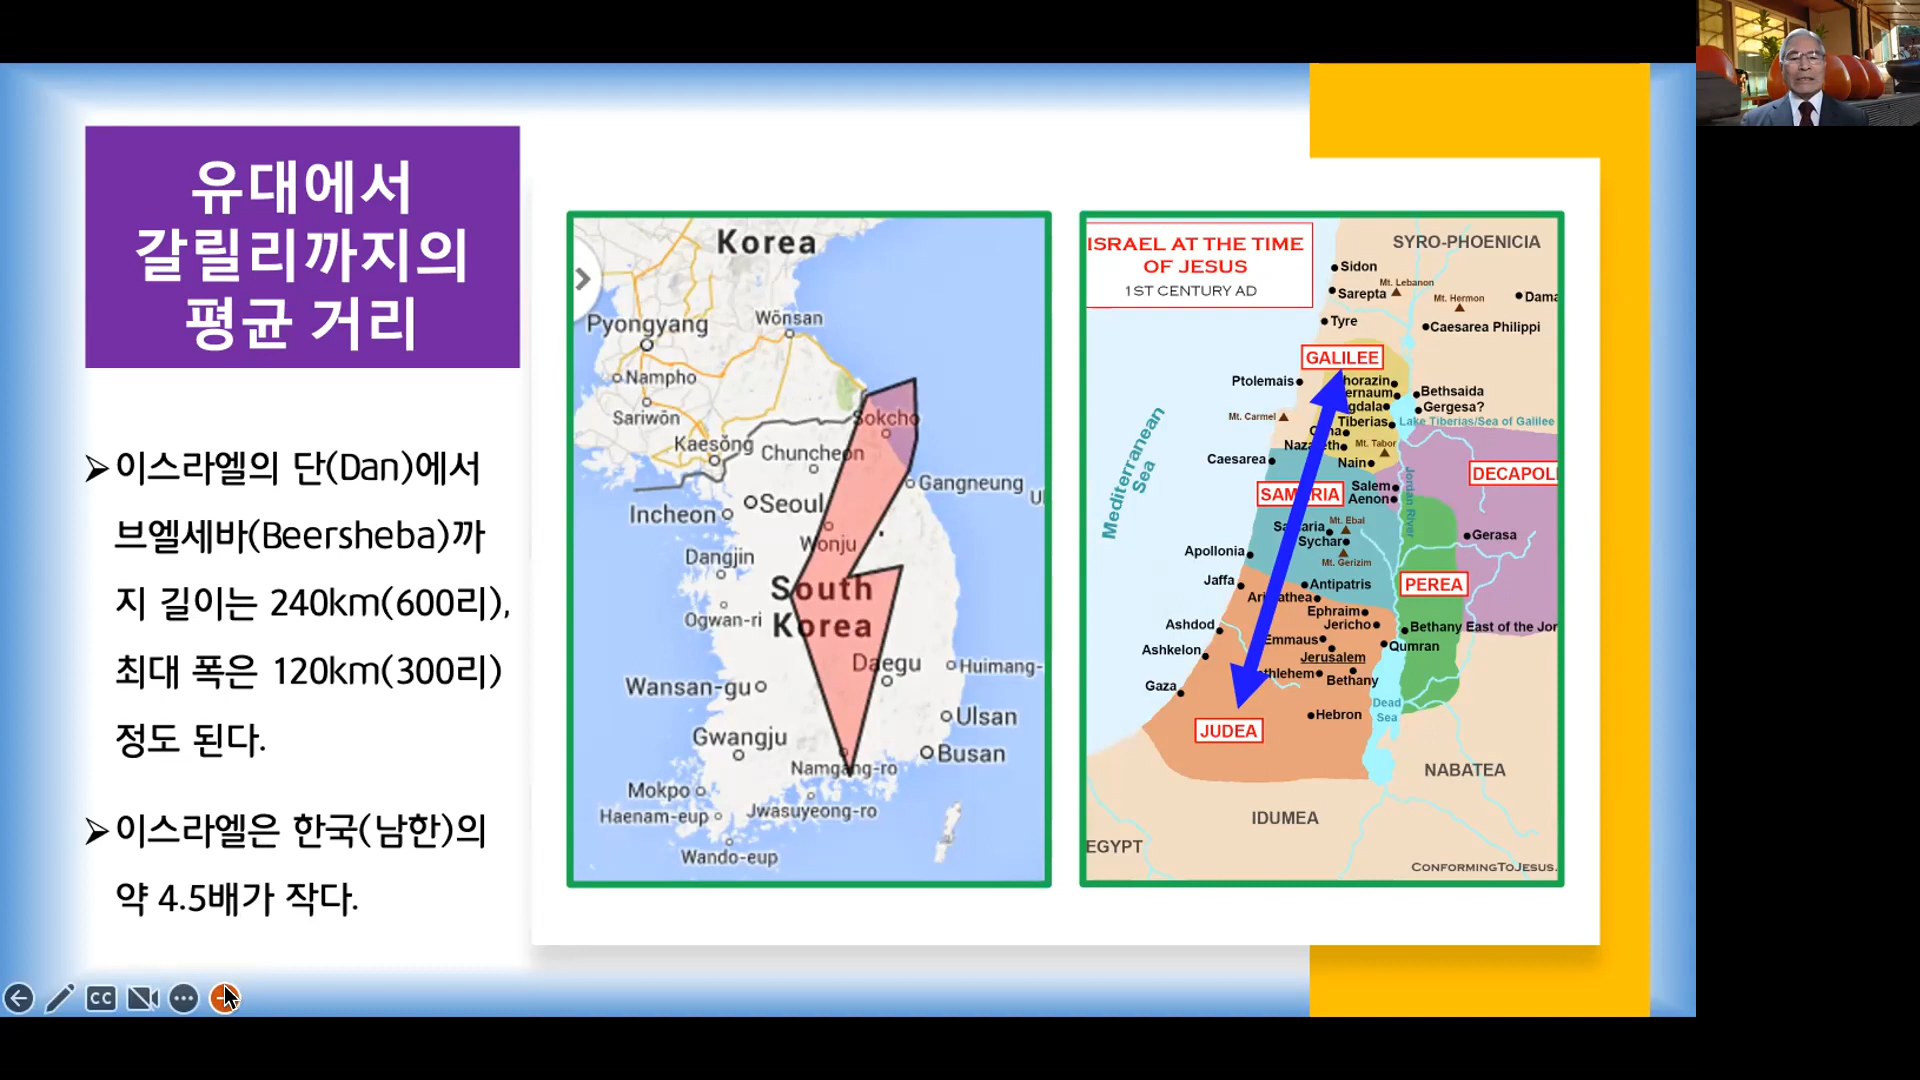 유대에서
갈릴리까지의
평균 거리
➢이스라엘의 단(Dan)에서
브엘세바(Beersheba)까
지 길이는 240km(600리),
최대 폭은 120km(300리)
정도 된다.
➢이스라엘은 한국(남한)의
약 4.5배가 작다.
Korea
Pyongyang
Wŏnsan
Nampho
Sariwŏn
Sokcho
Kaesŏng
Chuncheon
Gangneung
Seoul
Incheon
Wonju
Dangjin
South
Korea
Ogwan-ri
Daegu
Huimang-
Wansan-gu
Ulsan
Gwangju
Busan
Namgang-ro
Mokpo
Jwasuyeong-ro
Haenam-eup
Wando-eup
ISRAEL AT THE TIME
OF JESUS
1ST CENTURY AD
SYRO-PHOENICIA
Sidon
Mt. Lebanon
Sarepta
Mt. Hermon
Dama
Tyre
Caesarea Philippi
GALILEE
Ptolemais
horazin
ernaum
Bethsaida
gdala
Gergesa?
Mt. Carmel
Tiberias
Lake Tiberias/Sea of Galilee
Mt. Tabor
Caesarea
Nain
DECAPOL
Mediterranean
Sea
Jordan River
Salem
Aenon
Mt. Ebal
Sychar
Gerasa
Apollonia
Mt. Gerizim
Jaffa
Antipatris
PEREA
Ephraim
Ashdod
Jericho
Bethany East of the Jor
Emmaus
Qumran
Ashkelon
Jerusalem
thlehem
Bethany
Gaza
Dead
Sea
Hebron
JUDEA
NABATEA
IDUMEA
EGYPT
CONFORMINGTOJESUS.
CC